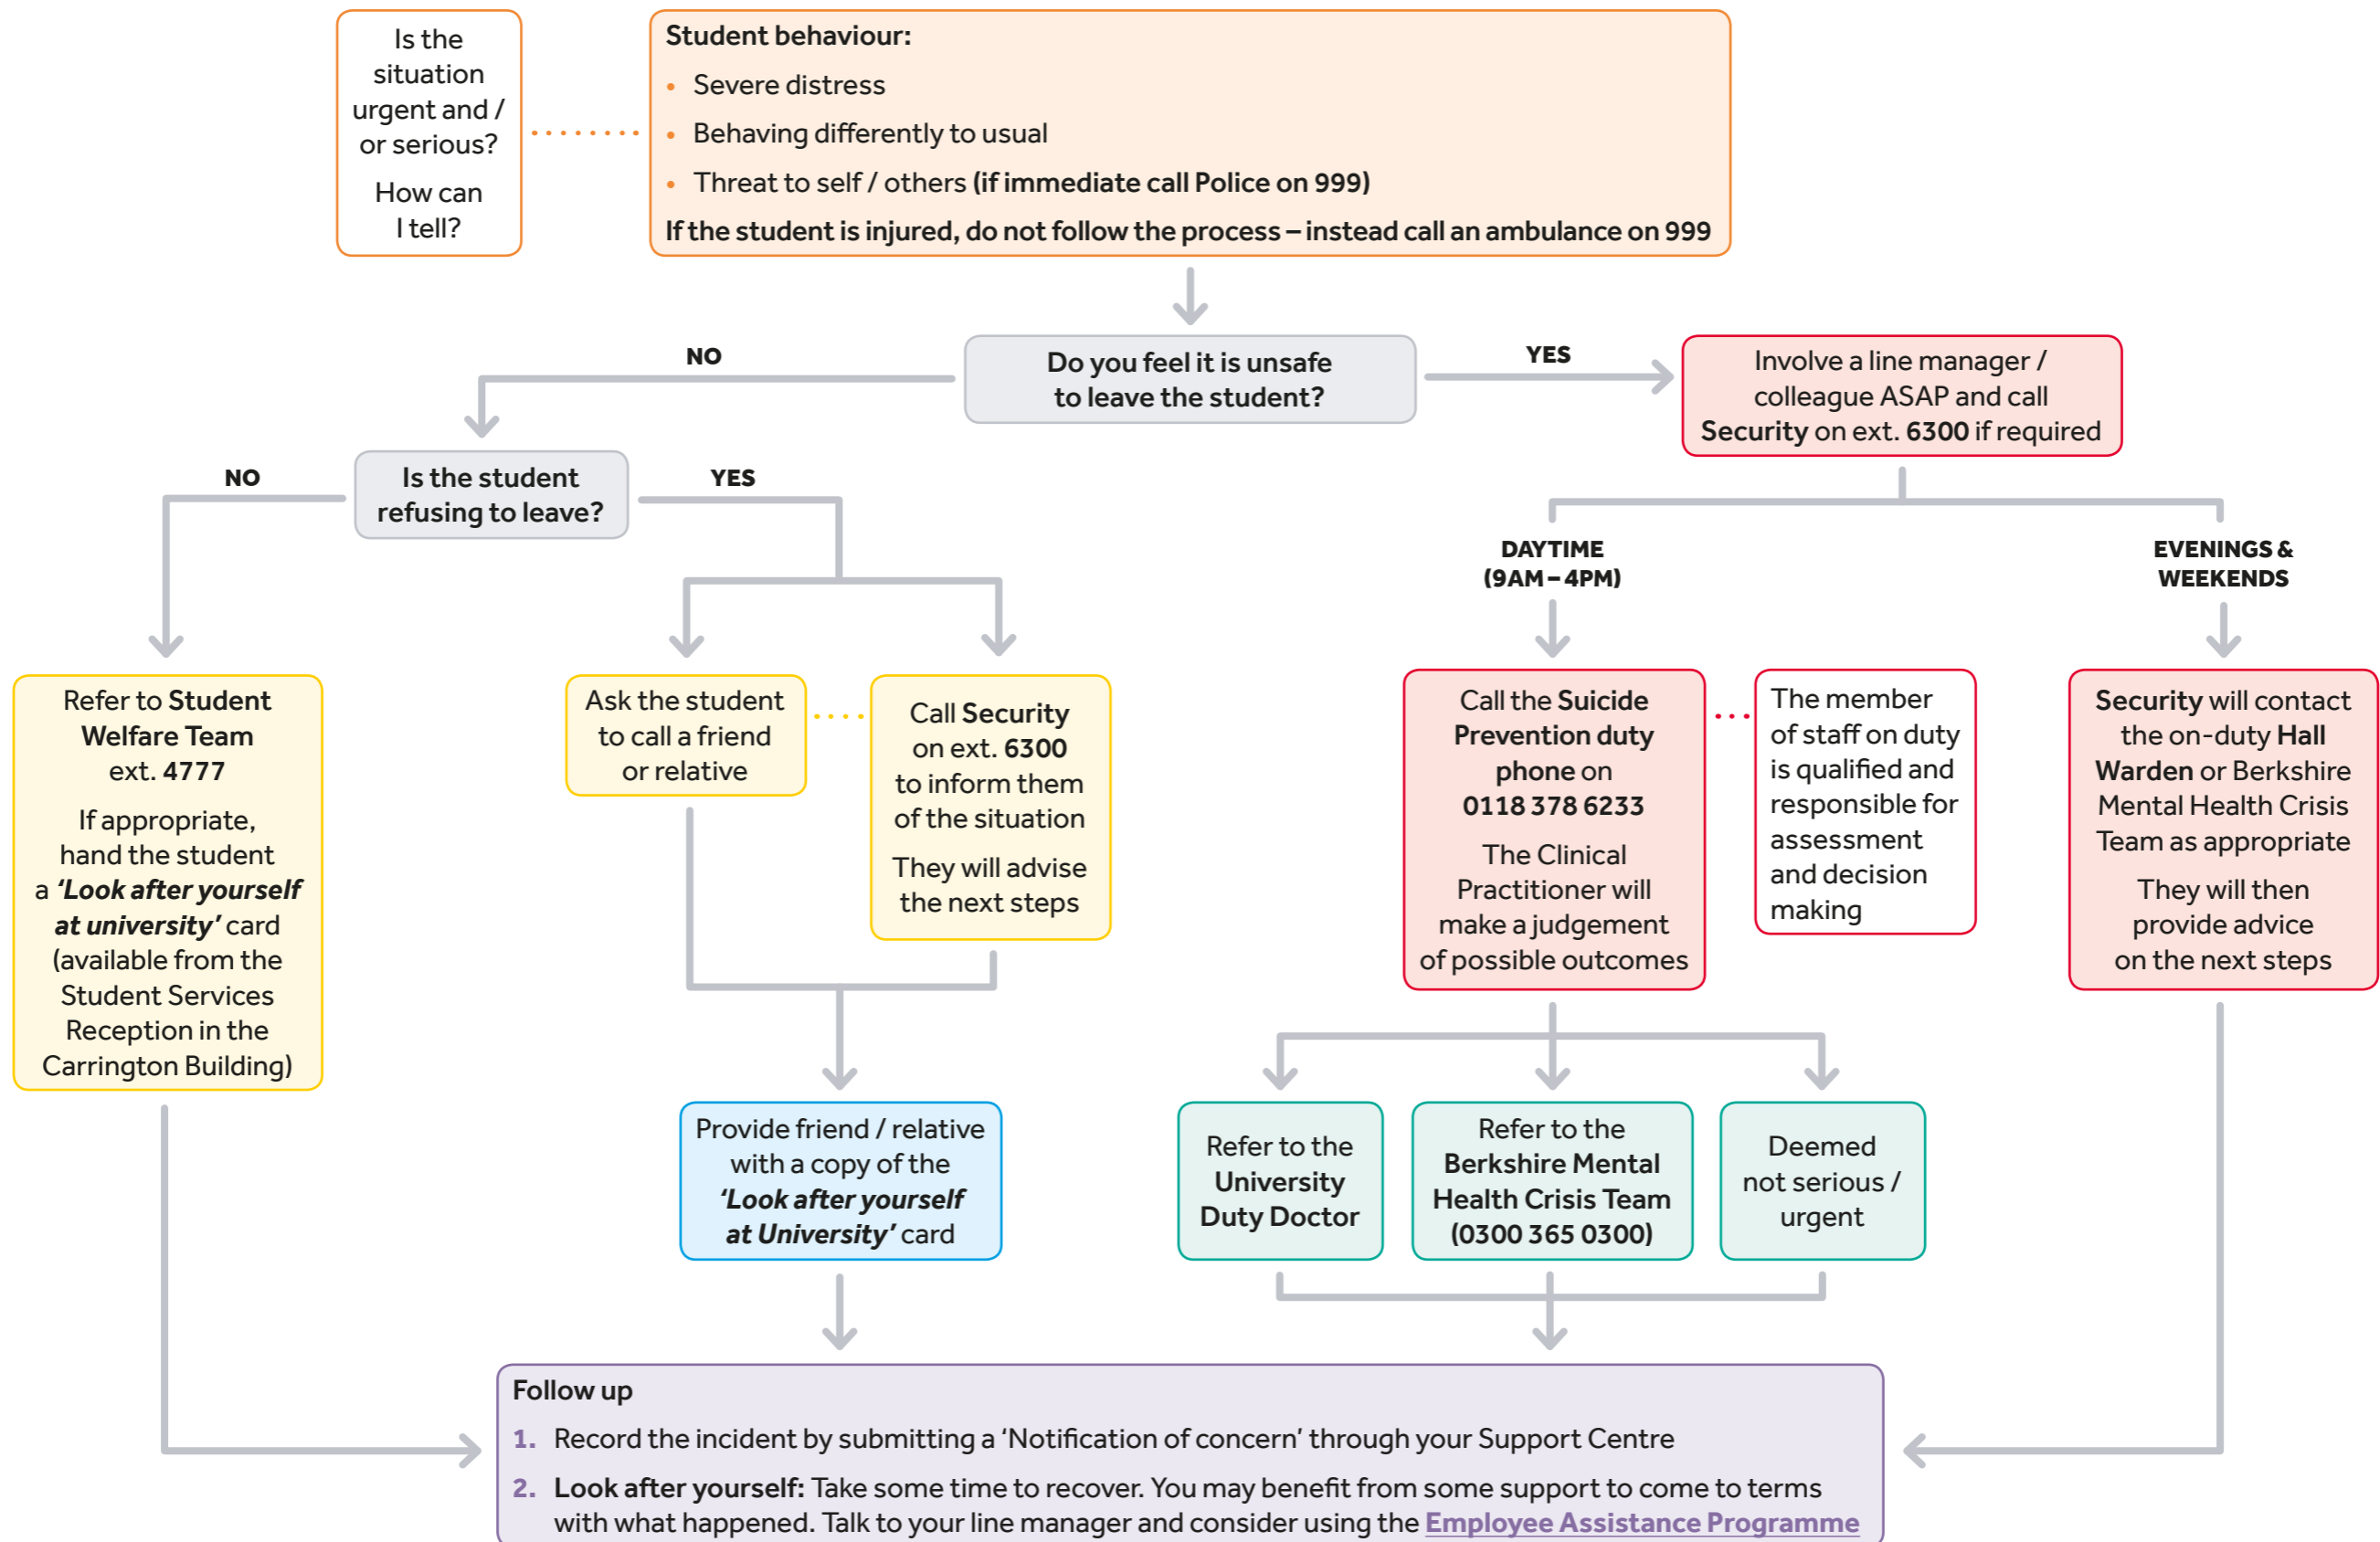 Is the
situation
urgent and /
or serious?
How can
I tell?
Student behaviour:
• Severe distress
• Behaving differently to usual
• Threat to self / others (if immediate call Police on 999)
If the student is injured, do not follow the process – instead call an ambulance on 999
Do you feel it is unsafe
to leave the student?
NO
YES
Involve a line manager /
colleague ASAP and call
Security on ext. 6300 if required
Is the student
refusing to leave?
NO
YES
DAYTIME
(9AM – 4PM)
EVENINGS &
WEEKENDS
Refer to Student
Welfare Team
ext. 4777
If appropriate,
hand the student
a ‘Look after yourself
at university’ card
(available from the
Student Services
Reception in the
Carrington Building)
Ask the student
to call a friend
or relative
Call Security
on ext. 6300
to inform them
of the situation
They will advise
the next steps
Call the Suicide
Prevention duty
phone on
0118 378 6233
The Clinical
Practitioner will
make a judgement
of possible outcomes
The member
of staff on duty
is qualified and
responsible for
assessment
and decision
making
Security will contact
the on-duty Hall
Warden or Berkshire
Mental Health Crisis
Team as appropriate
They will then
provide advice
on the next steps
Provide friend / relative
with a copy of the
‘Look after yourself
at University’ card
Refer to the
University
Duty Doctor
Refer to the
Berkshire Mental
Health Crisis Team
(0300 365 0300)
Deemed
not serious /
urgent
Follow up
1. Record the incident by submitting a ‘Notification of concern’ through your Support Centre
2. Look after yourself: Take some time to recover. You may benefit from some support to come to terms
with what happened. Talk to your line manager and consider using the Employee Assistance Programme